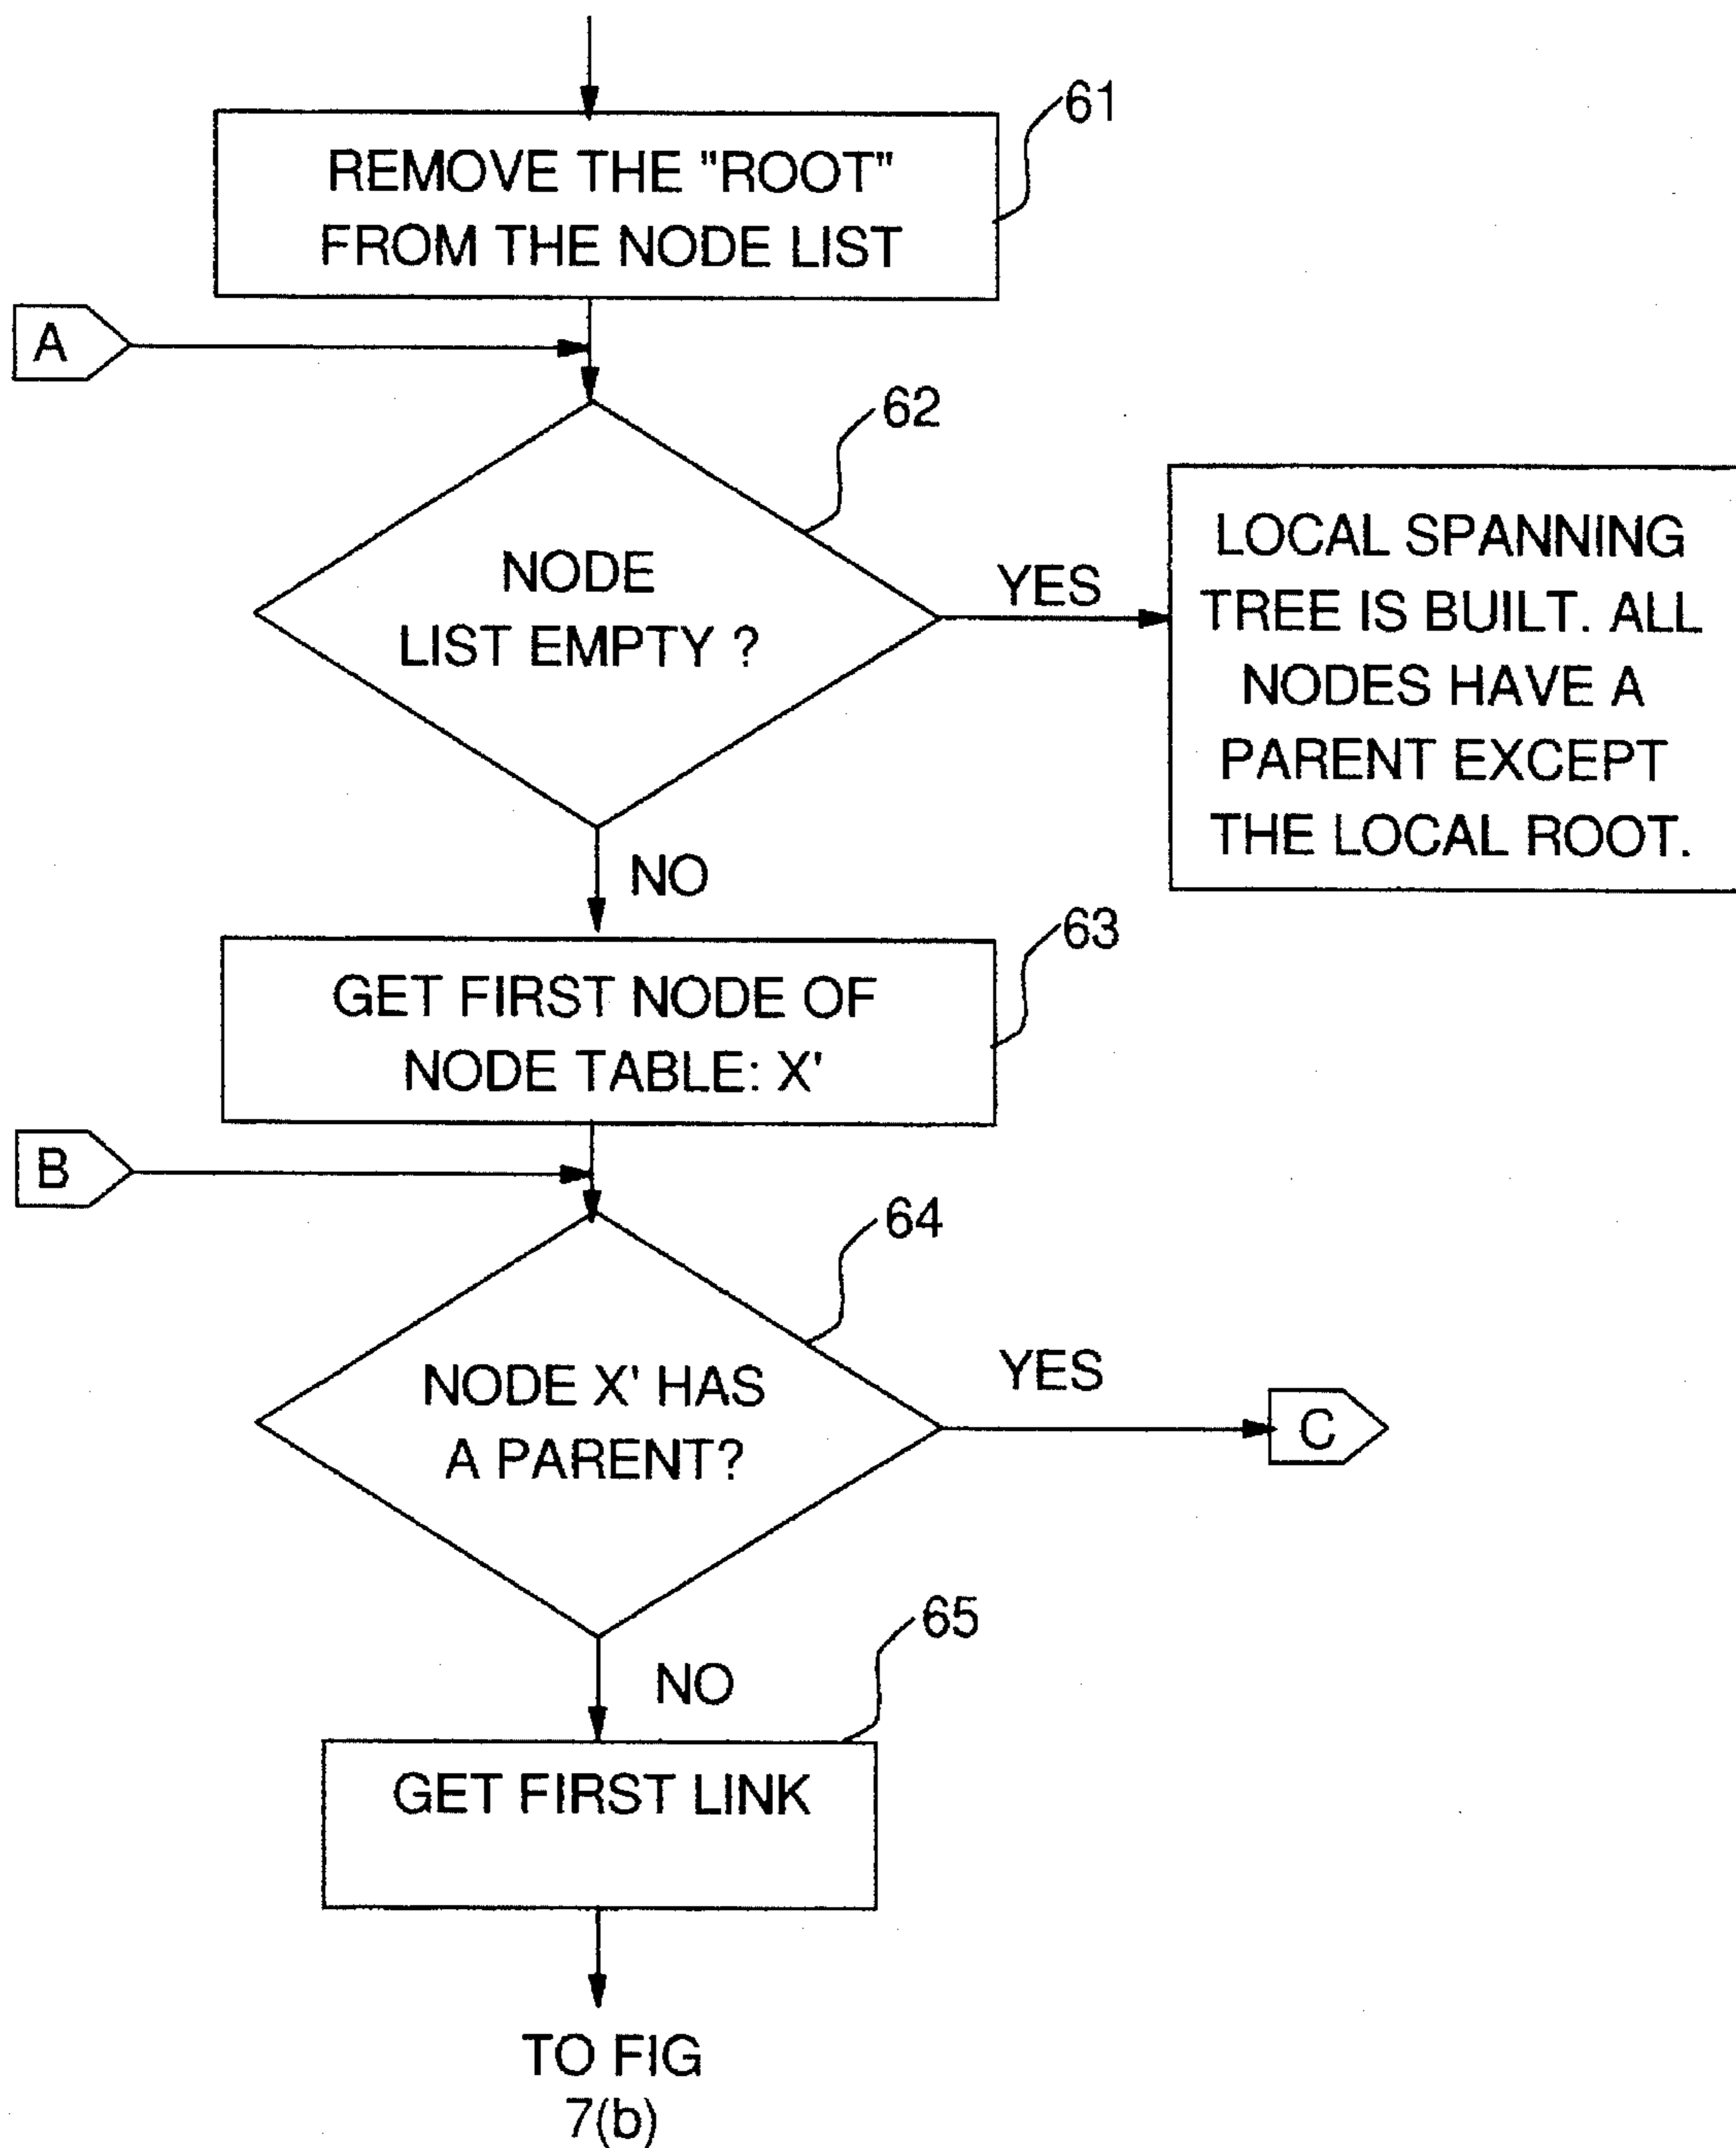 61
REMOVE THE "ROOT"
FROM THE NODE LIST
A
62
NODE
LIST EMPTY ?
YES
LOCAL SPANNING
TREE IS BUILT. ALL
NODES HAVE A
PARENT EXCEPT
THE LOCAL ROOT.
NO
63
GET FIRST NODE OF
NODE TABLE: X'
B
64
NODE X' HAS
A PARENT?
YES
C
65
NO
GET FIRST LINK
TO FIG
7(b)